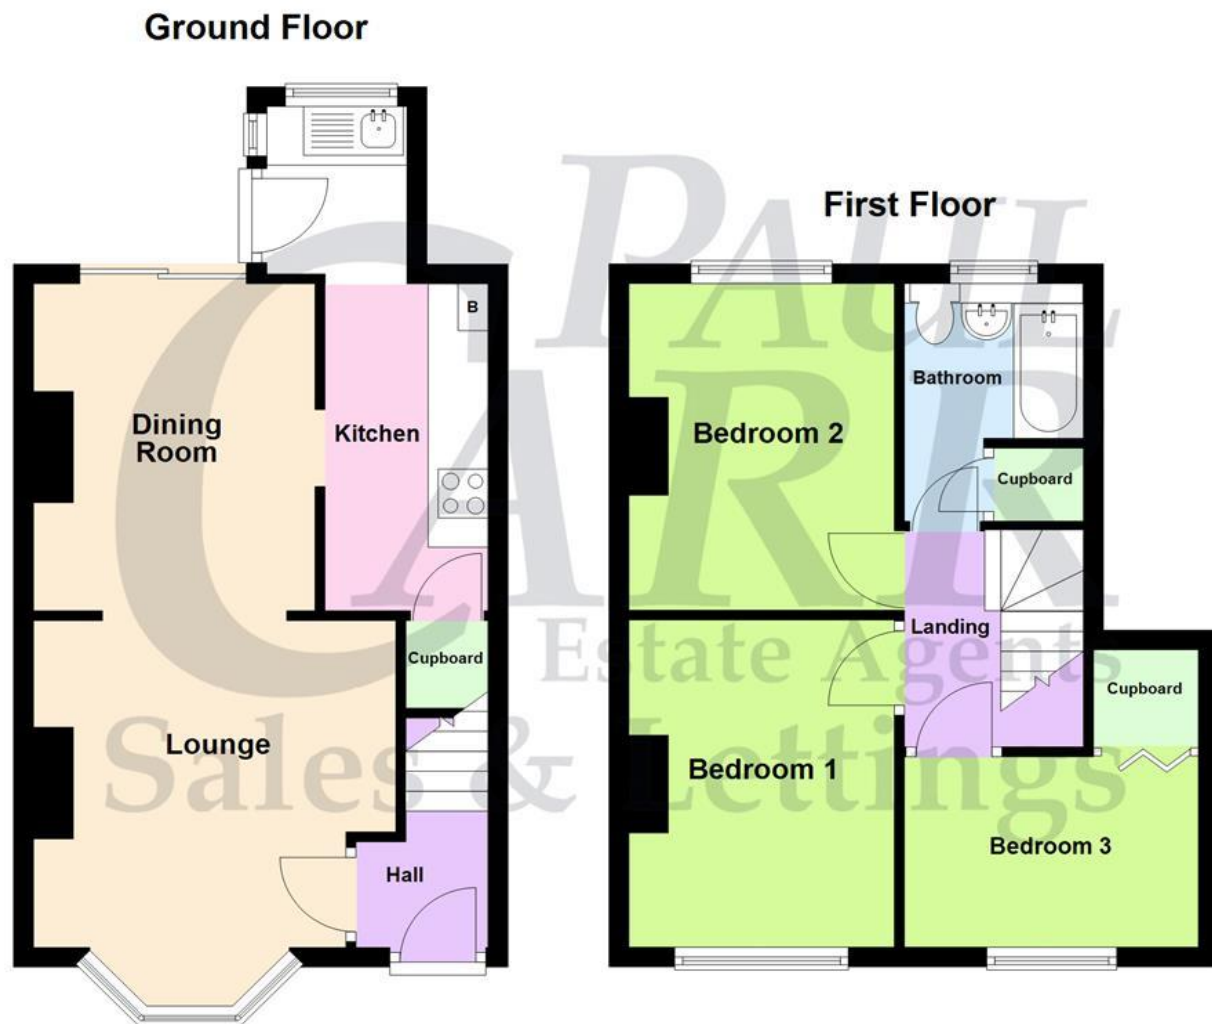 Ground Floor
B
Dining
Room
Kitchen
Cupboard
Lounge
Hall
First Floor
Bathroom
Bedroom 2
Cupboard
Landing
Cupboard
Bedroom 1
Bedroom 3
PAUL
CARR
Estate Agents
Sales & Lettings